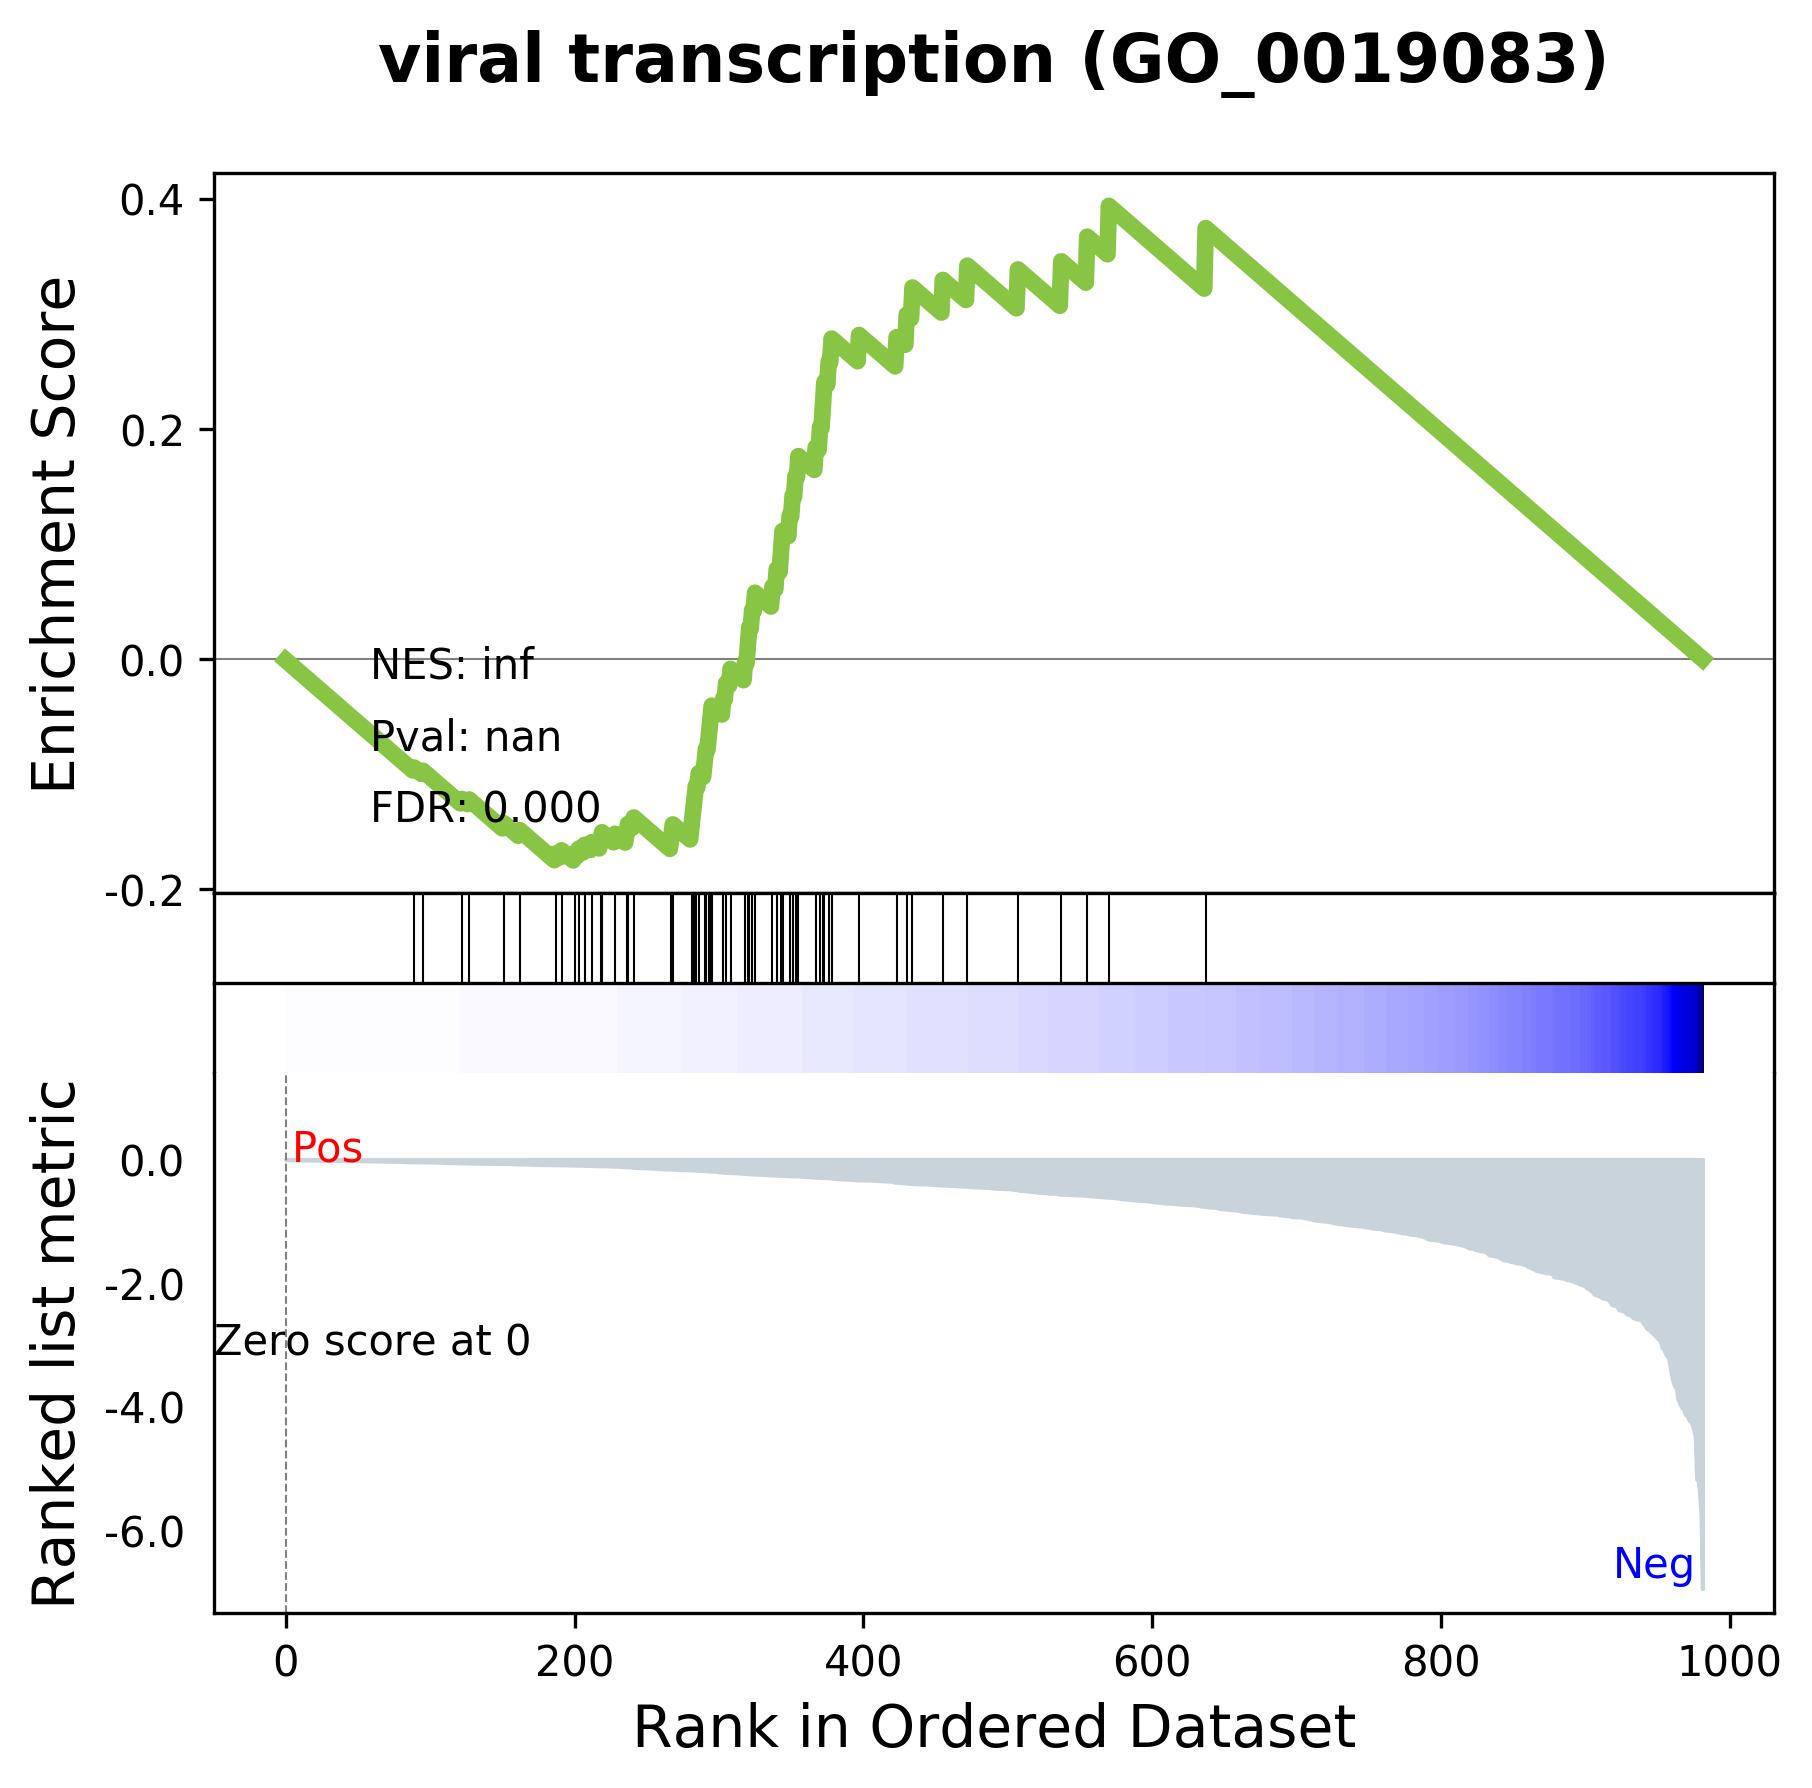 viral transcription (GO_0019083)
Enrichment Score
0.4
0.2
0.0
-0.2
NES: inf
Pval: nan
FDR: 0.000
Ranked list metric
0.0
-2.0
-4.0
-6.0
Pos
Zero score at 0
Neg
0 200 400 600 800 1000
Rank in Ordered Dataset